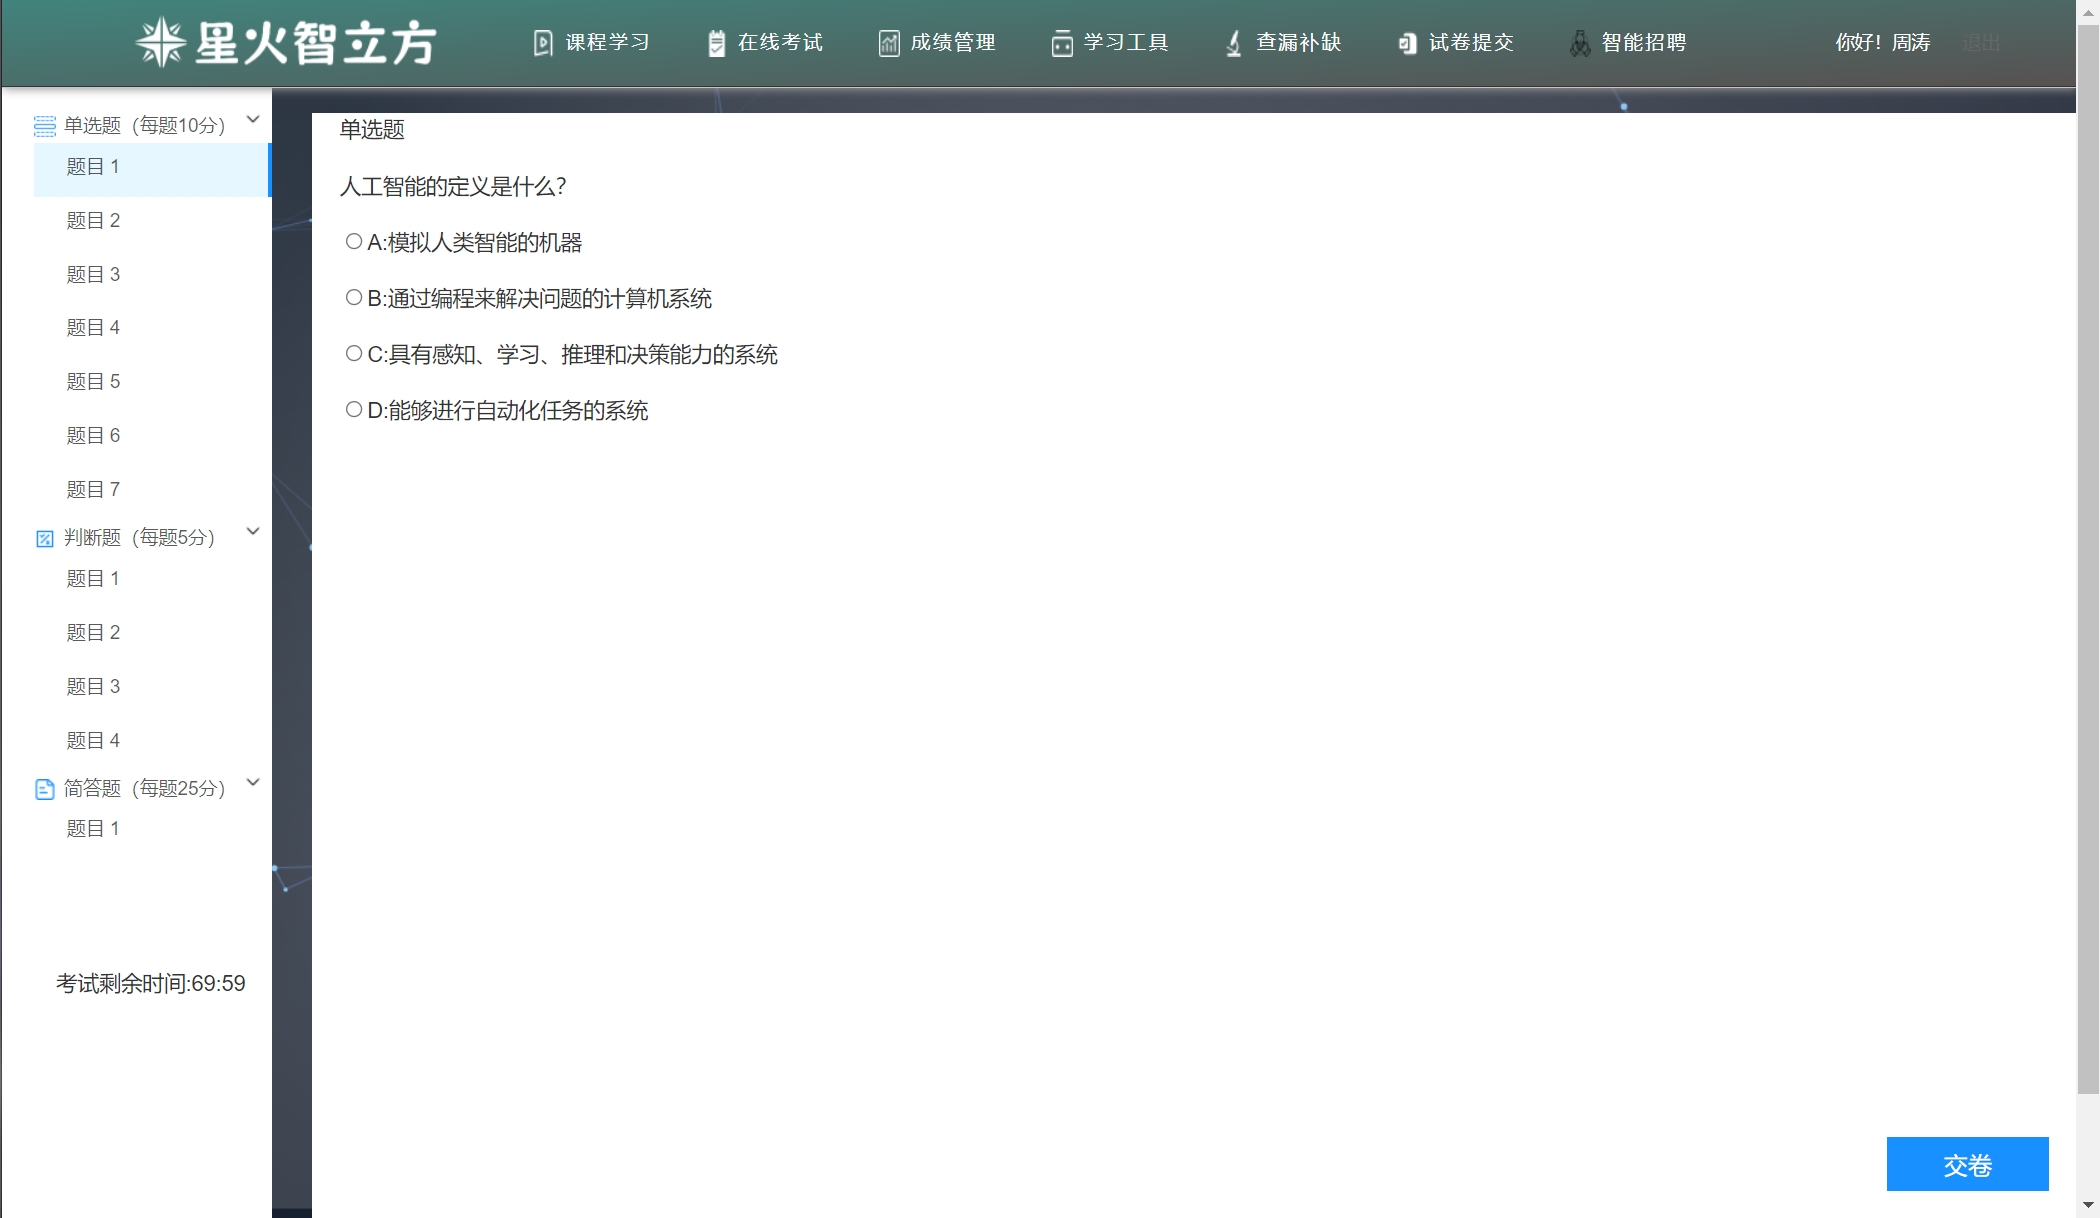 星火智立方
课程学习 在线考试 成绩管理 学习工具 查漏补缺 试卷提交 智能招聘 你好！周涛 退出
单选题（每题10分）
题目 1
题目 2
题目 3
题目 4
题目 5
题目 6
题目 7
判断题（每题5分）
题目 1
题目 2
题目 3
题目 4
简答题（每题25分）
题目 1
考试剩余时间:69:59
单选题
人工智能的定义是什么？
A:模拟人类智能的机器
B:通过编程来解决问题的计算机系统
C:具有感知、学习、推理和决策能力的系统
D:能够进行自动化任务的系统
交卷